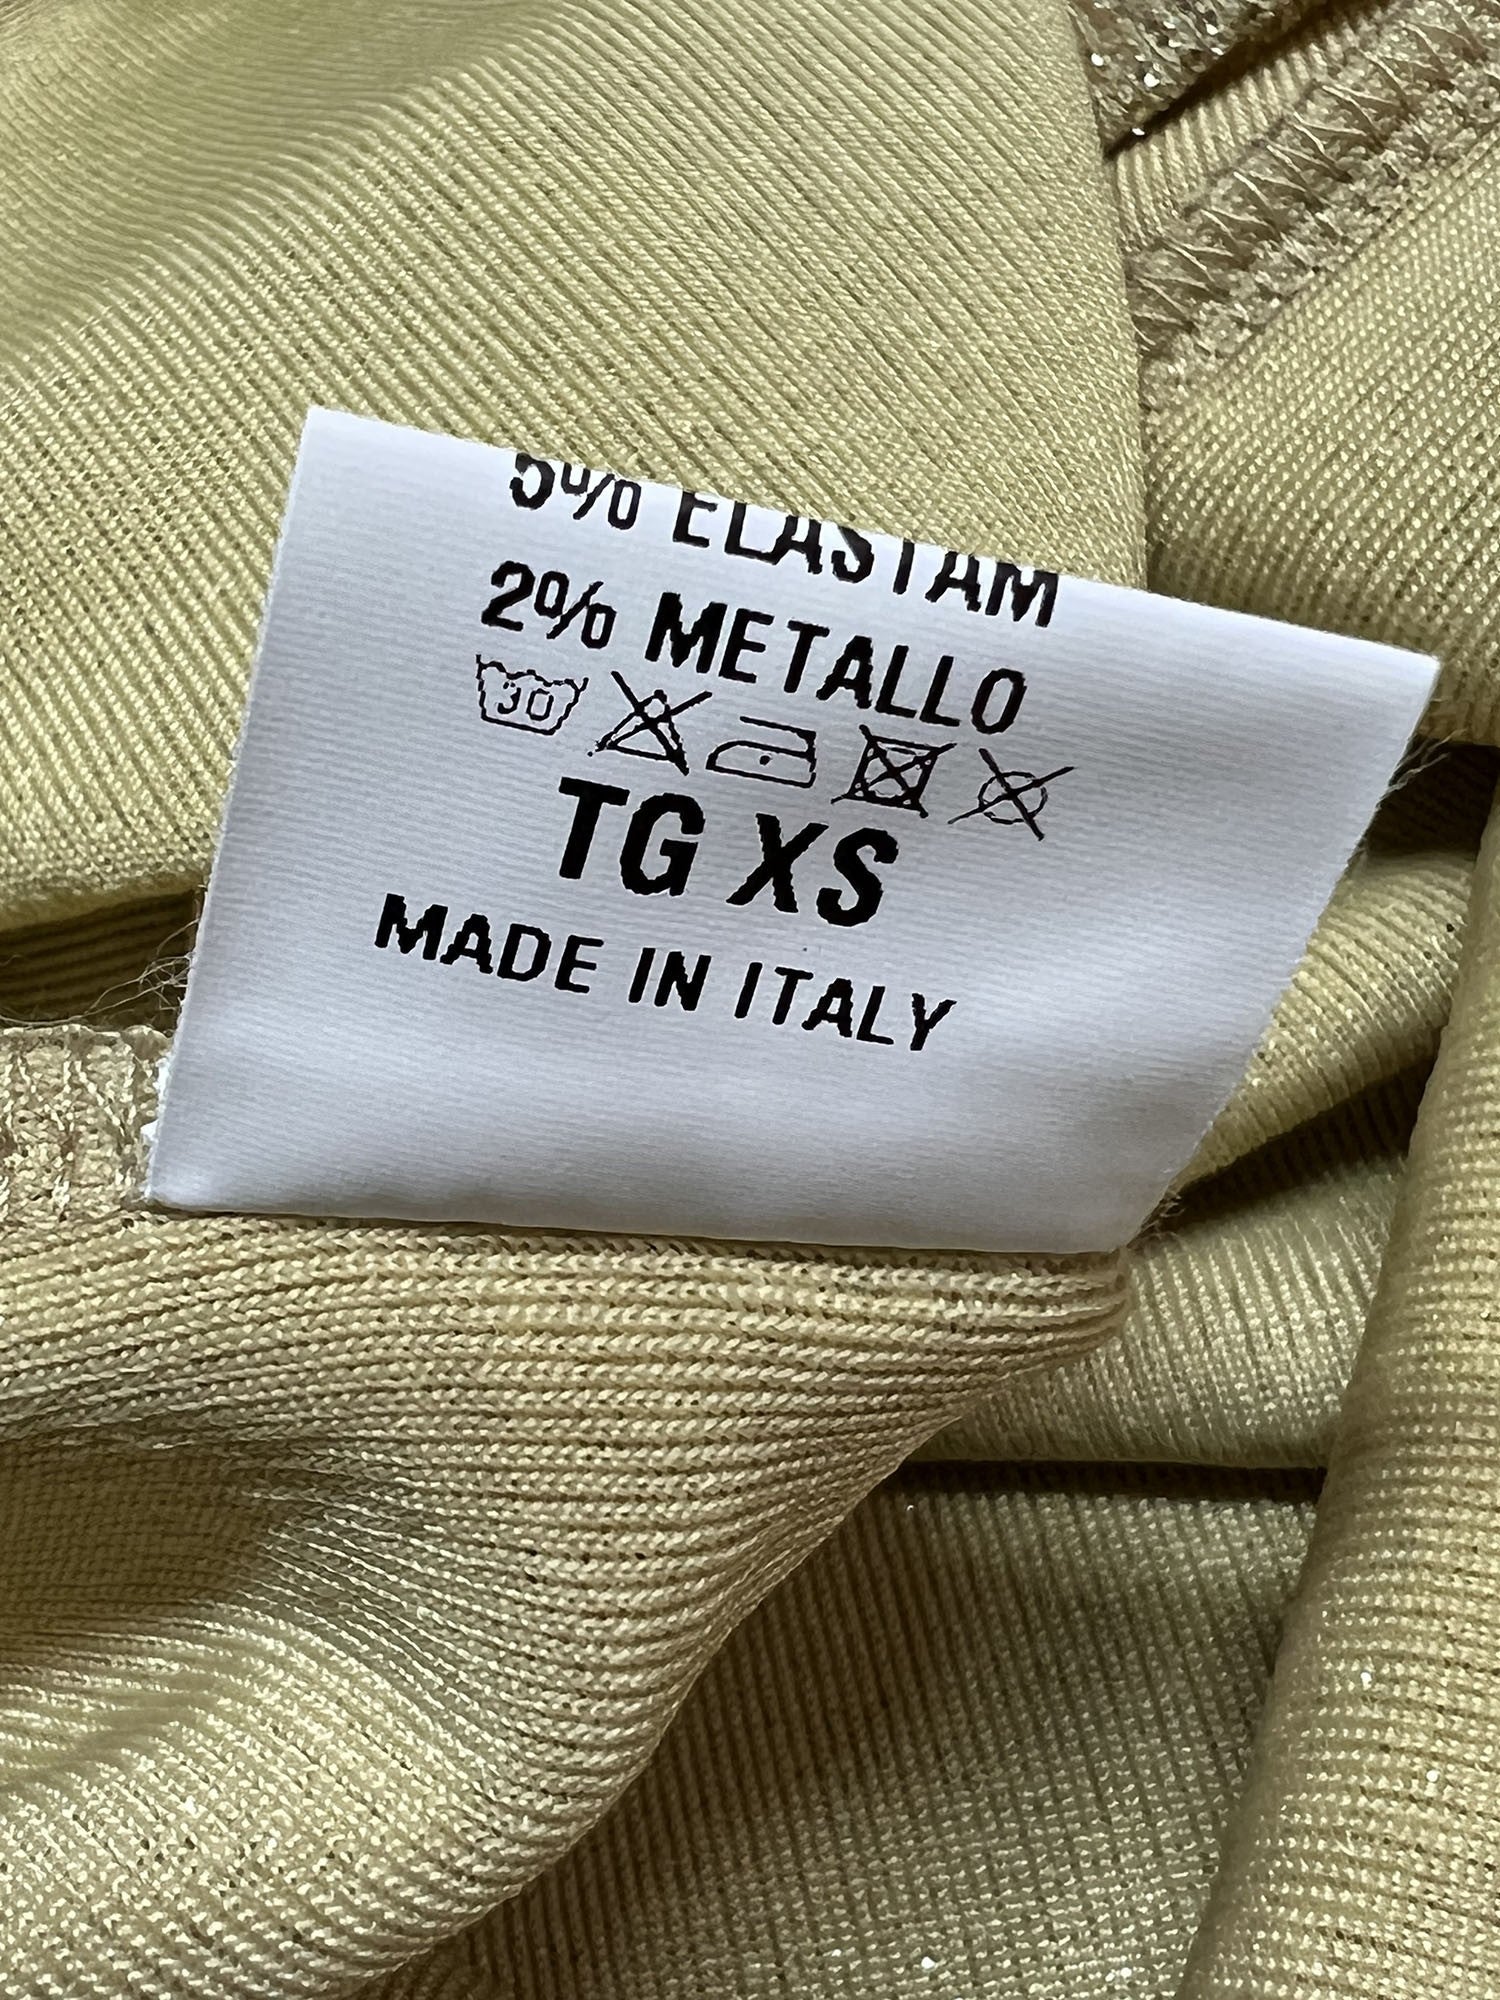 5% ELASTAM
2% METALLO
30
TG XS
MADE IN ITALY